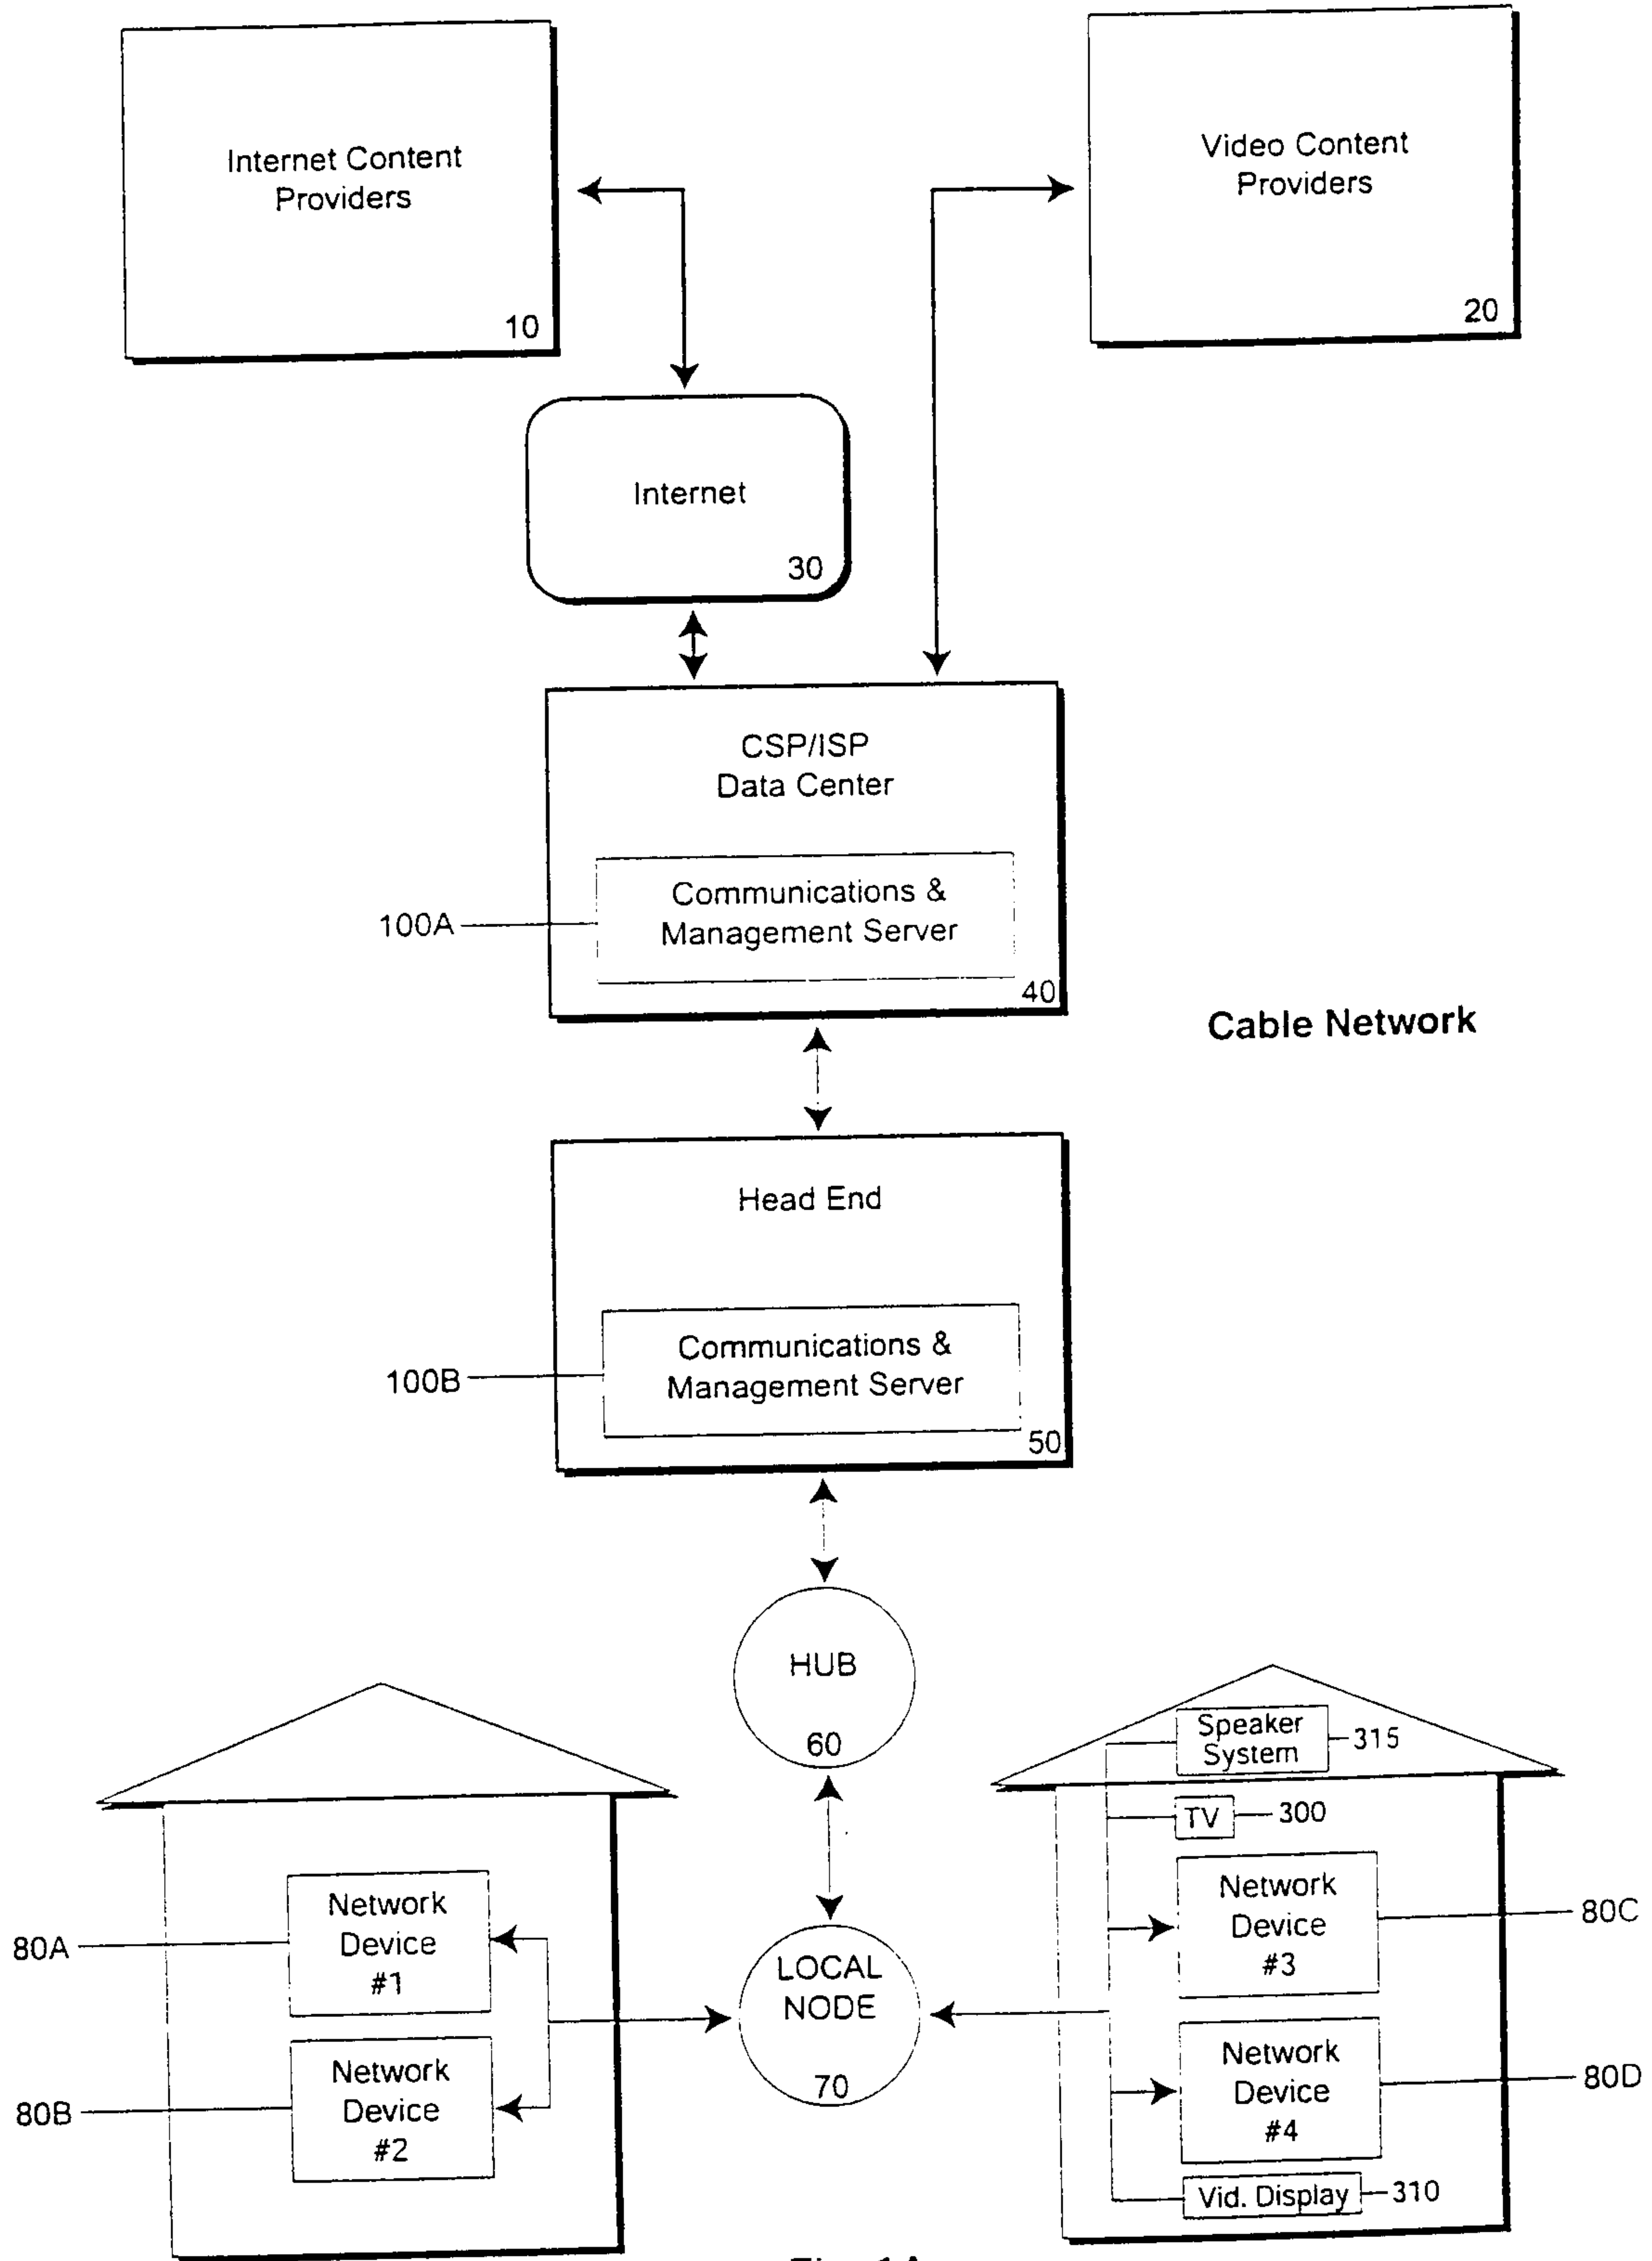 Internet Content
Providers
10
Video Content
Providers
20
Internet
30
CSP/ISP
Data Center
100A
Communications &
Management Server
40
Cable Network
Head End
100B
Communications &
Management Server
50
HUB
60
Speaker
System
315
TV
300
80A
Network
Device
#1
LOCAL
NODE
70
Network
Device
#3
80C
80B
Network
Device
#2
Network
Device
#4
80D
Vid. Display
310